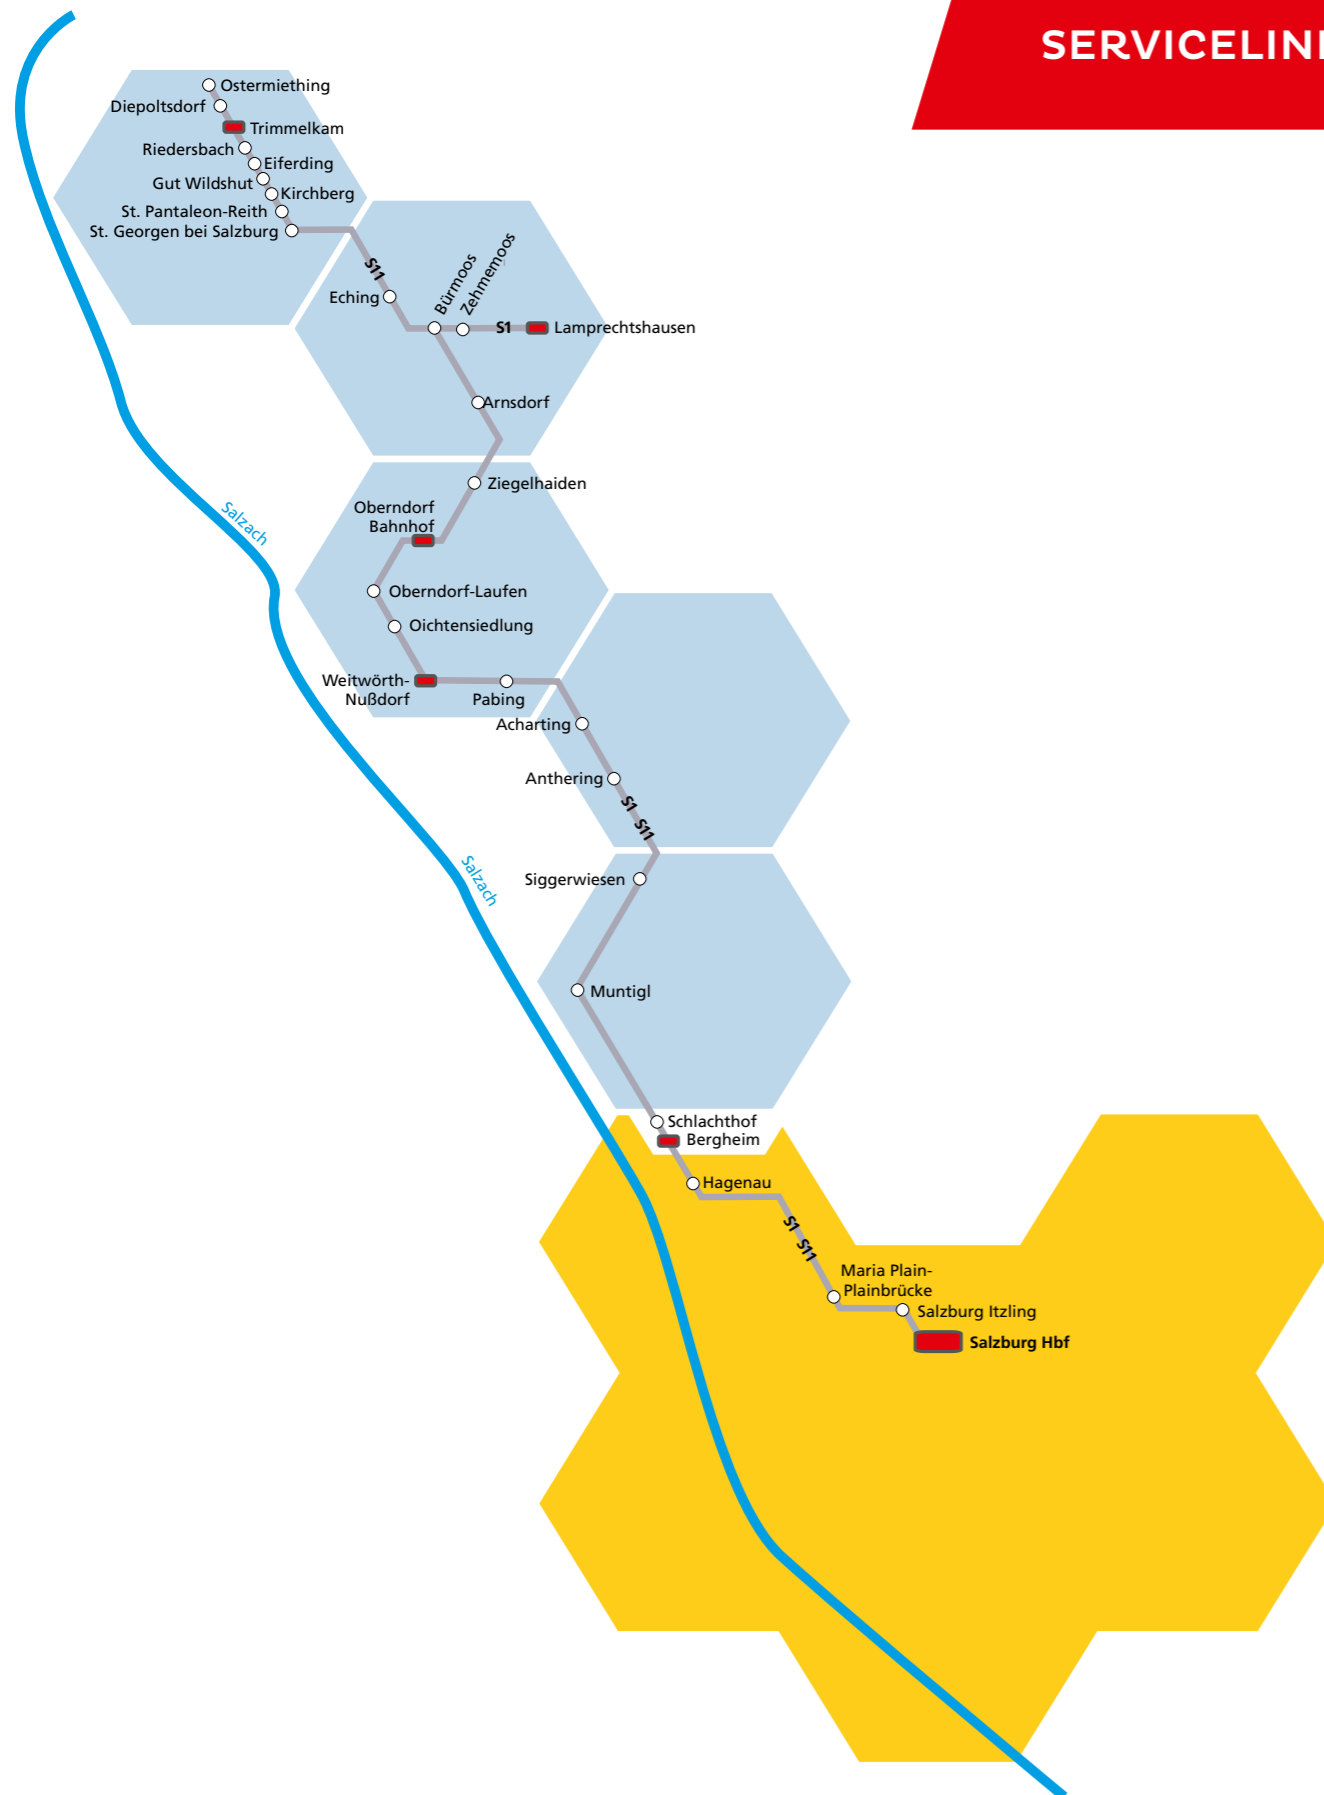 SERVICELIN
Ostermiething
Diepoltsdorf
Trimmelkam
Riedersbach
Eiferding
Gut Wildshut
Kirchberg
St. Pantaleon-Reith
St. Georgen bei Salzburg
S11
Eching
Bürmoos
Zehmemoos
S1
Lamprechtshausen
Arnsdorf
Ziegelhaiden
Oberndorf
Bahnhof
Salzach
Oberndorf-Laufen
Oichtensiedlung
Weitwörth-
Nußdorf
Pabing
Acharting
Anthering
S1
S11
Salzach
Siggerwiesen
Muntigl
Schlachthof
Bergheim
Hagenau
S1
S11
Maria Plain-
Plainbrücke
Salzburg Itzling
Salzburg Hbf